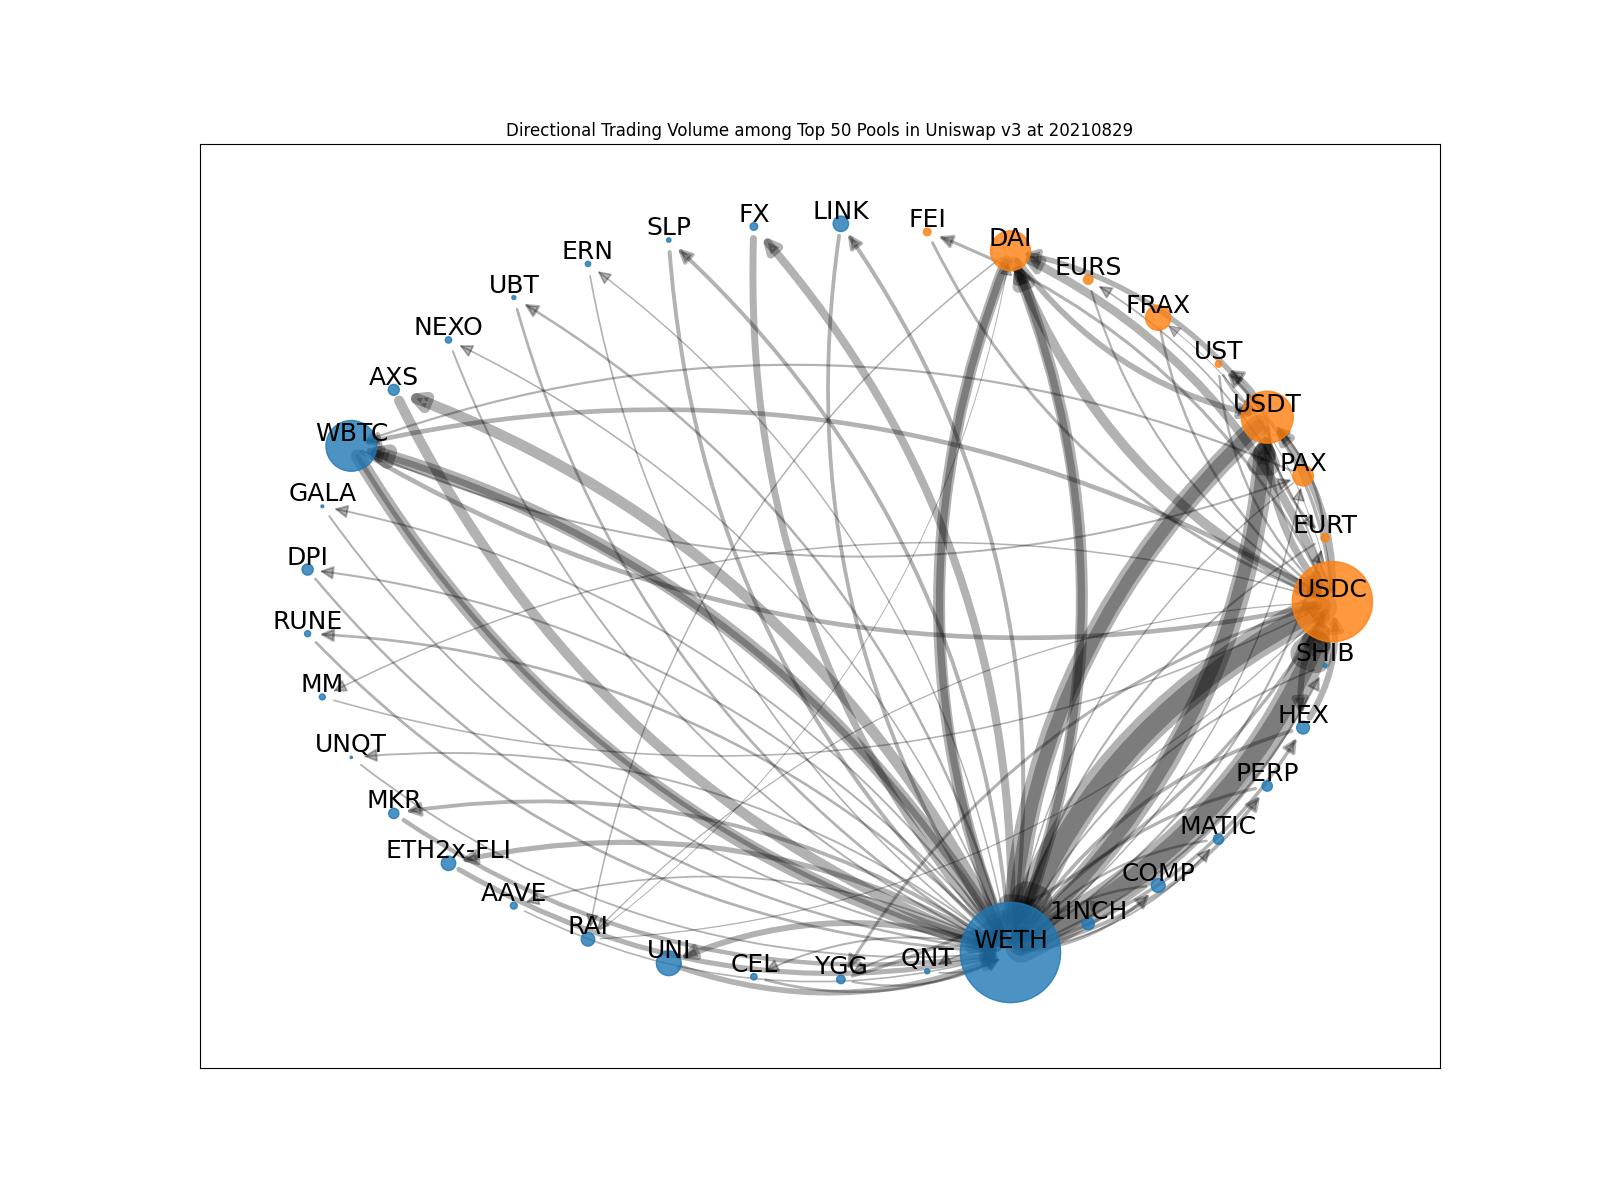 Directional Trading Volume among Top 50 Pools in Uniswap v3 at 20210829
LINK
FX
FEI
SLP
DAI
ERN
EURS
UBT
FRAX
NEXO
UST
AXS
USDT
WBTC
PAX
GALA
EURT
DPI
USDC
RUNE
SHIB
MM
HEX
UNQT
PERP
MKR
MATIC
ETH2x-FLI
COMP
AAVE
1INCH
RAI
WETH
UNI
QNT
CEL
YGG